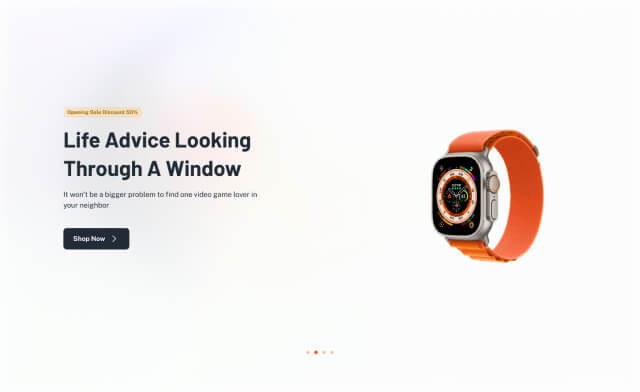 Opening Sale Discount 50%
Life Advice Looking
Through A Window
It won't be a bigger problem to find one video game lover in
your neighbor
Shop Now